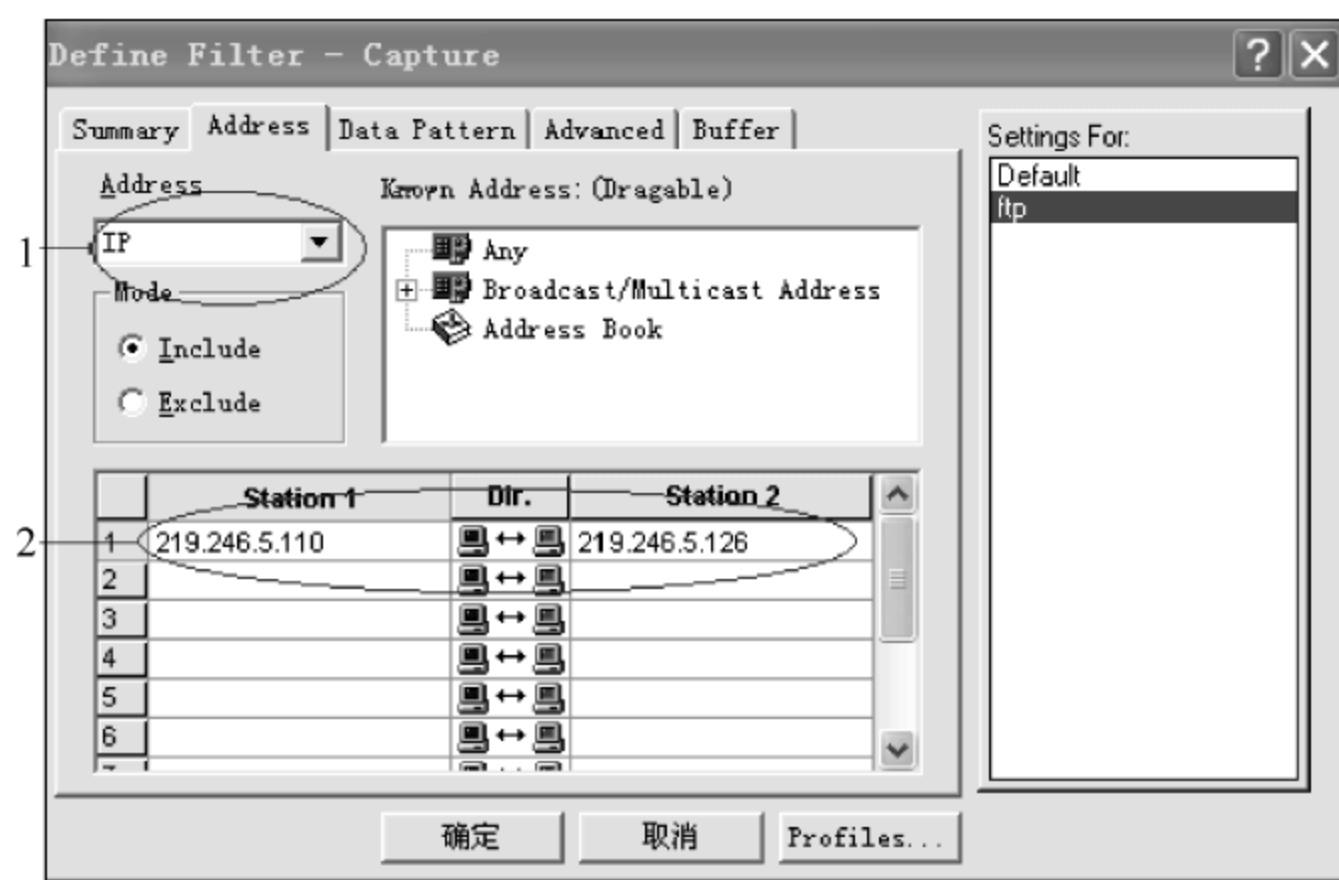 Define Filter - Capture
Summary Address Data Pattern Advanced Buffer
Settings For:
Default
ftp
Address
Known Address:(Dragable)
1
IP
Any
Broadcast/Multicast Address
Address Book
Mode
Include
Exclude
Station 1 Dir. Station 2
2
1 219.246.5.110 219.246.5.126
2
3
4
5
6
确定 取消 Profiles...